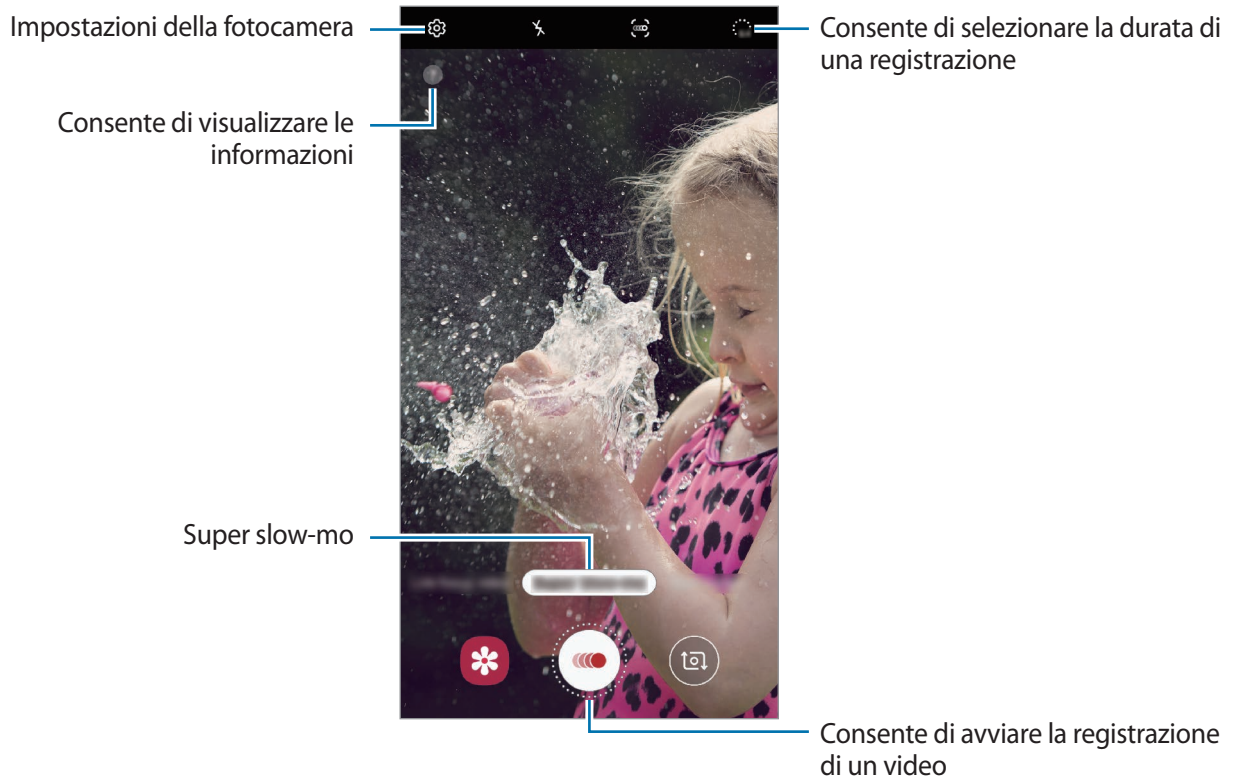 Impostazioni della fotocamera
Consente di selezionare la durata di
una registrazione
Consente di visualizzare le
informazioni
Super slow-mo
Consente di avviare la registrazione
di un video